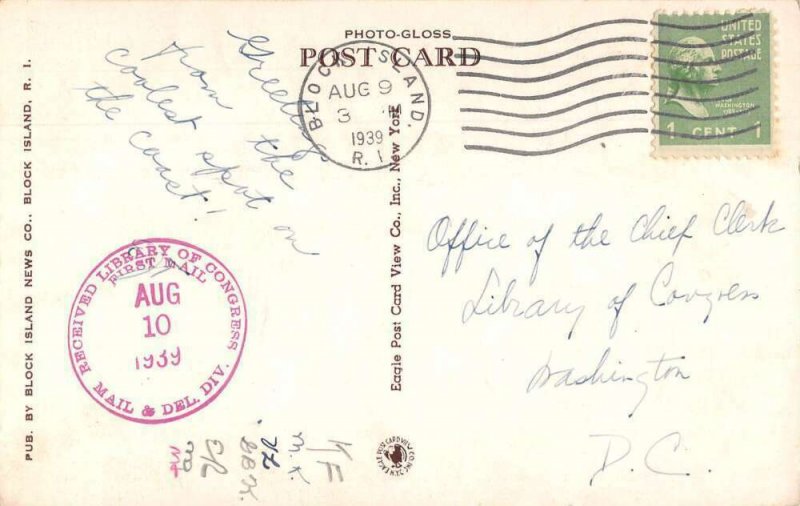 PHOTO-GLOSS
POST CARD
Greetings
from the
coolest spot on
the coast!
BLOCK ISLAND.
AUG 9
3
1939
R. I.
UNITED
STATES
POSTAGE
1 CENT 1
Office of the Chief Clerk
Library of Congress
Washington
D. C.
RECEIVED LIBRARY OF CONGRESS
FIRST MAIL
AUG
10
1939
MAIL & DEL. DIV.
PUB. BY BLOCK ISLAND NEWS CO., BLOCK ISLAND, R. I.
Eagle Post Card View Co., Inc., New York
KF
M.K.